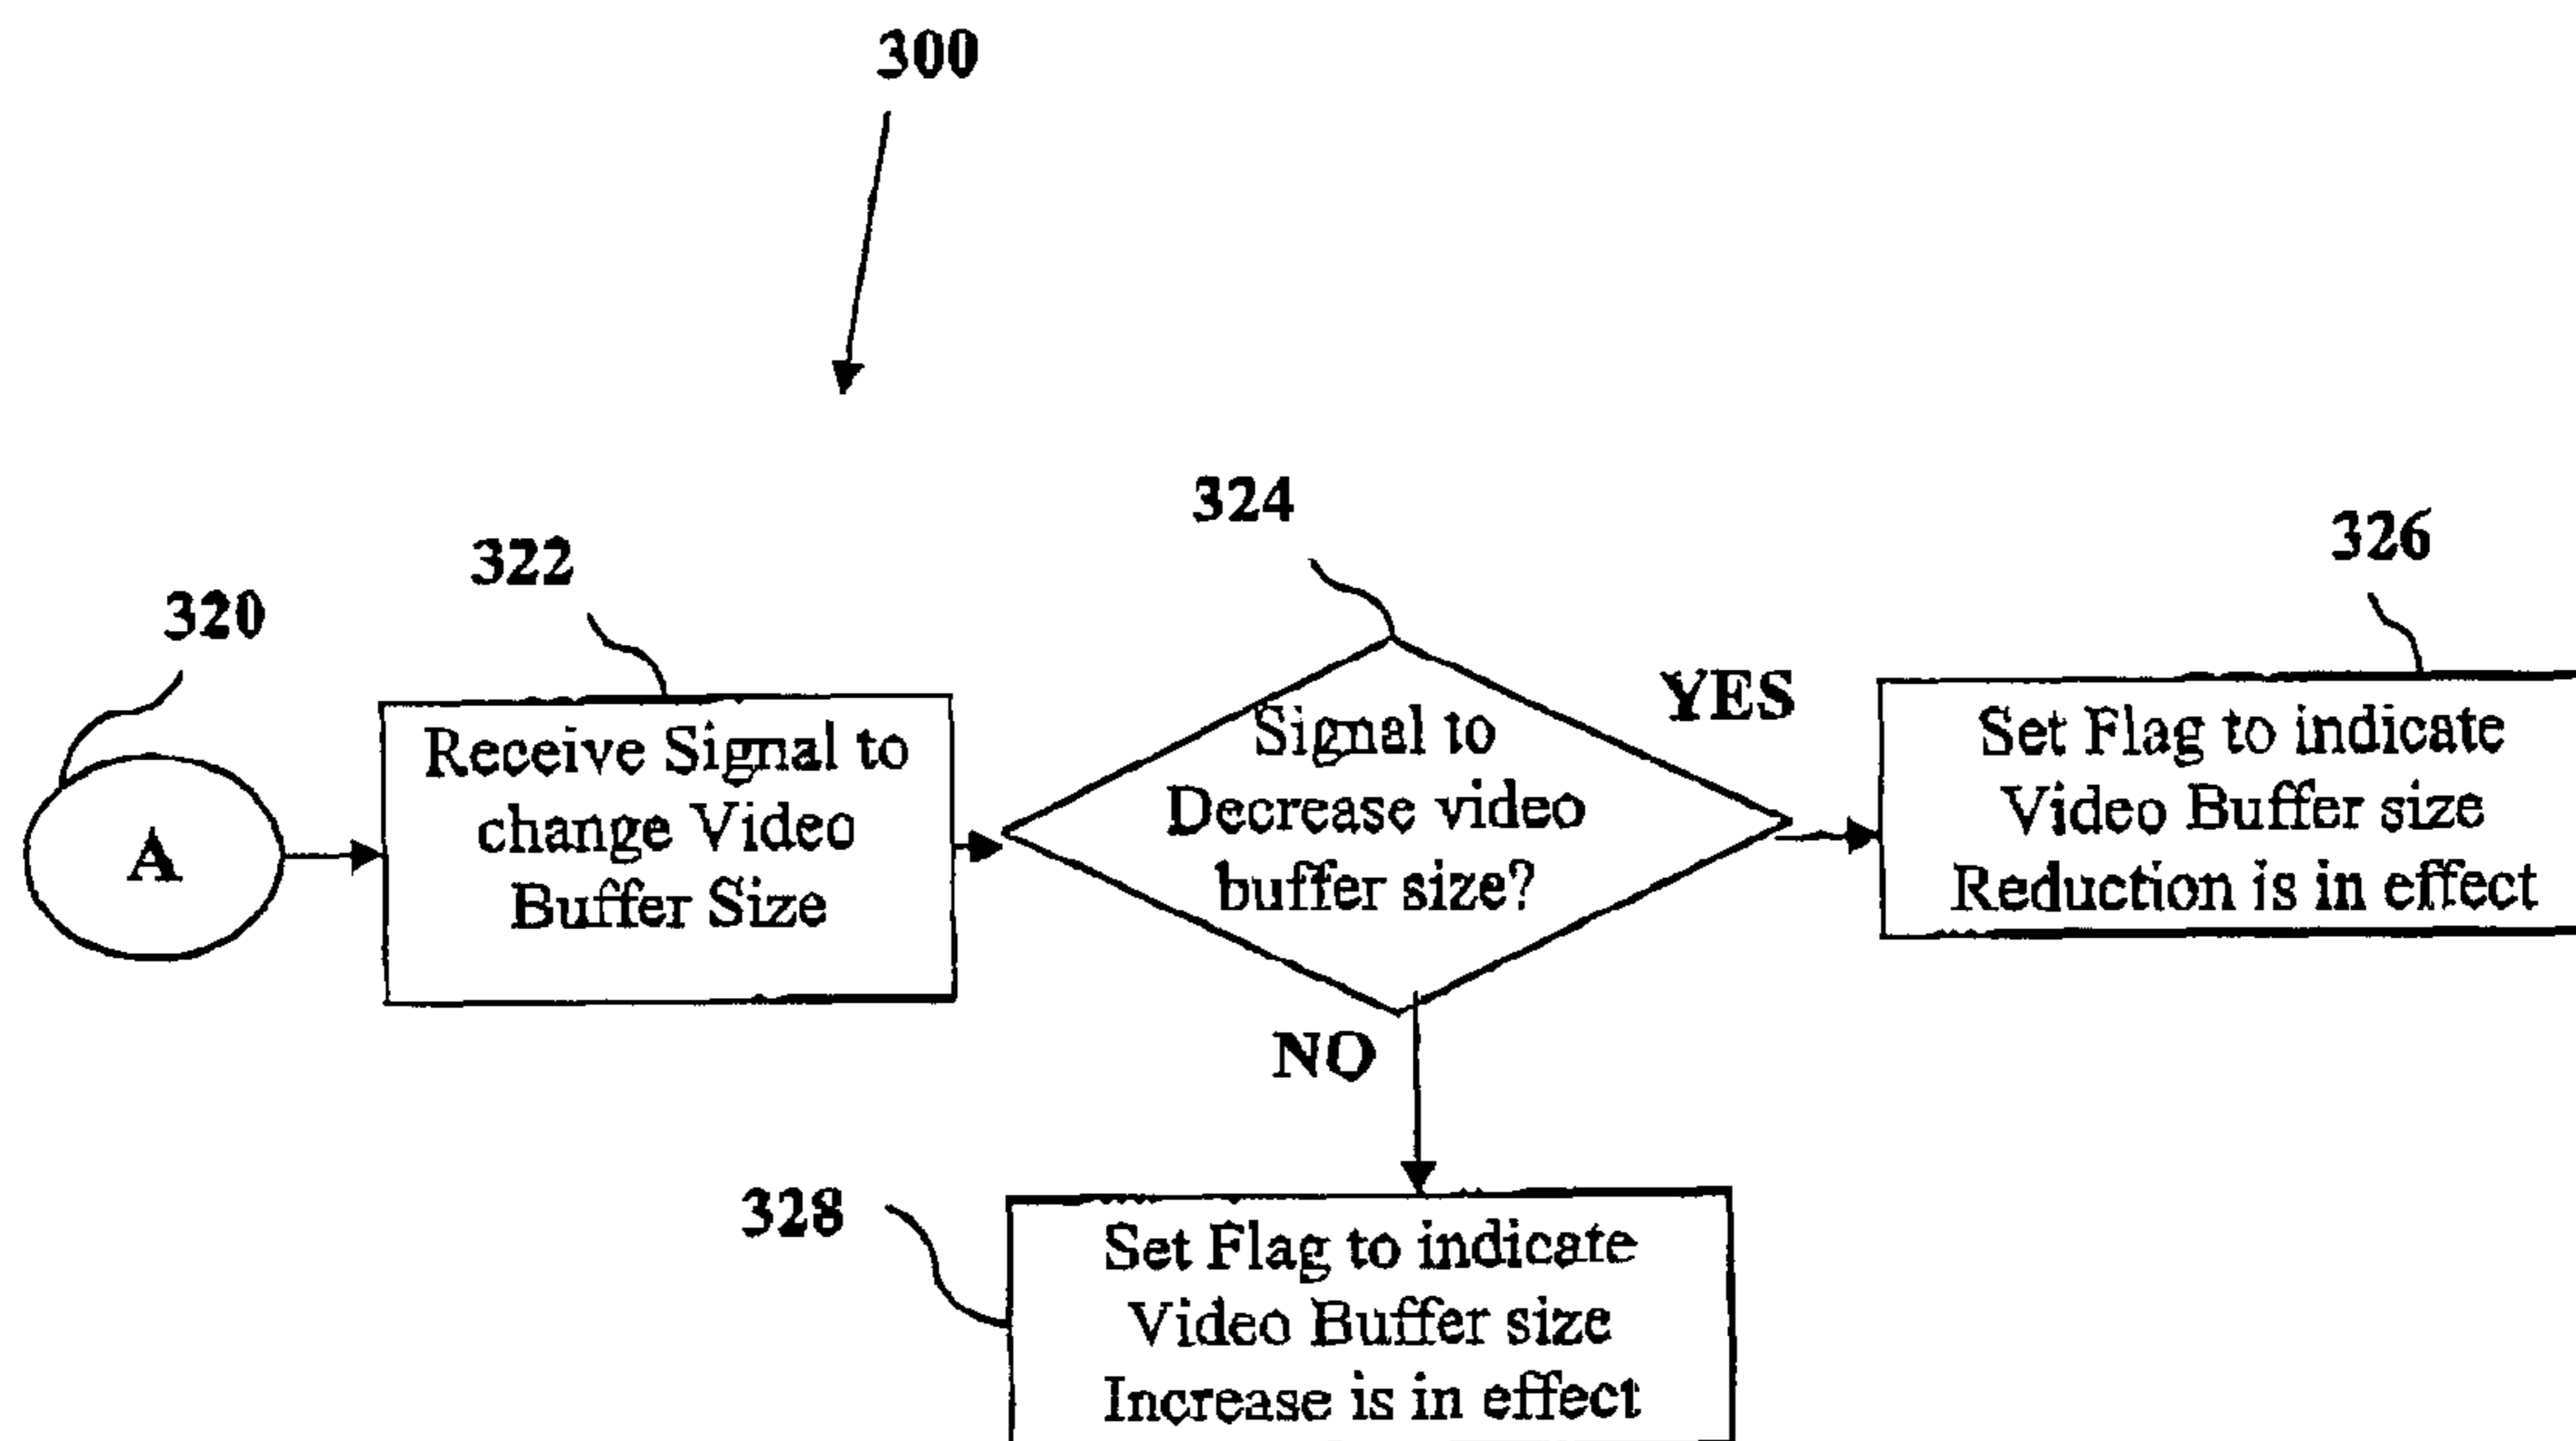 300
324
326
322
320
YES
Receive Signal to
change Video
Buffer Size
Signal to
Decrease video
buffer size?
Set Flag to indicate
Video Buffer size
Reduction is in effect
A
NO
328
Set Flag to indicate
Video Buffer size
Increase is in effect